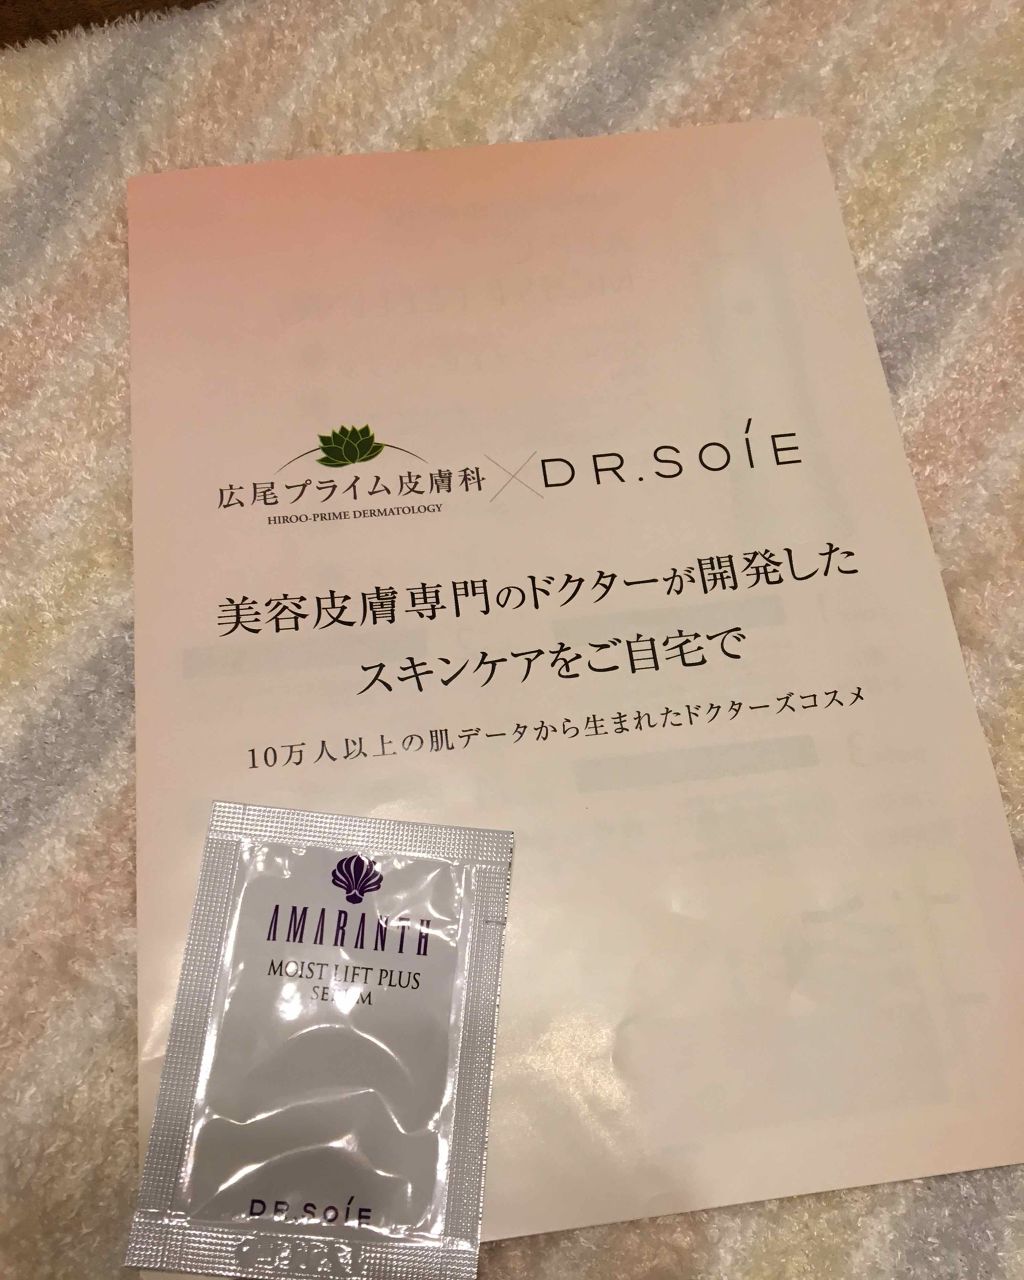 広尾プライム皮膚科
HIROO-PRIME DERMATOLOGY
DR.SOÍE
美容皮膚専門のドクターが開発した
スキンケアをご自宅で
10万人以上の肌データから生まれたドクターズコスメ
AMARANTH
MOIST LIFT PLUS
SERUM
DR.SOÍE